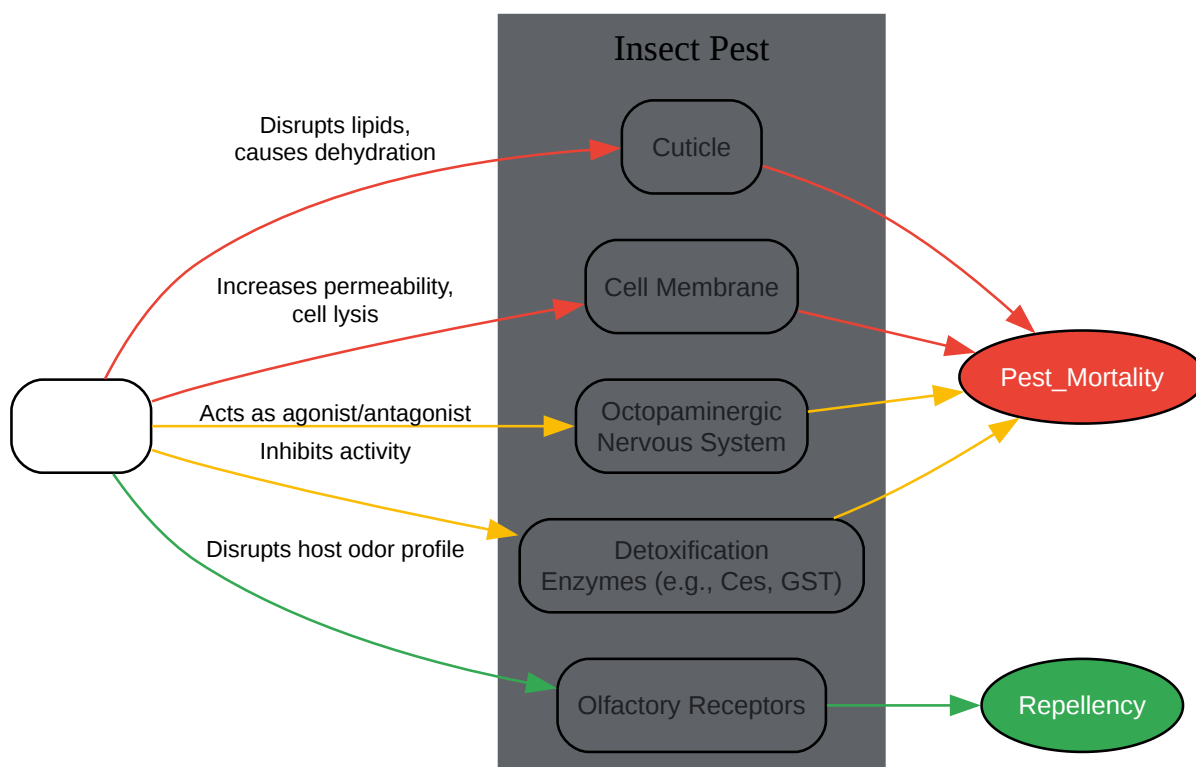 Insect Pest
Disrupts lipids,
causes dehydration
Cuticle
Increases permeability,
cell lysis
Cell Membrane
Pest_Mortality
Acts as agonist/antagonist
Octopaminergic
Nervous System
Inhibits activity
Disrupts host odor profile
Detoxification
Enzymes (e.g., Ces, GST)
Olfactory Receptors
Repellency